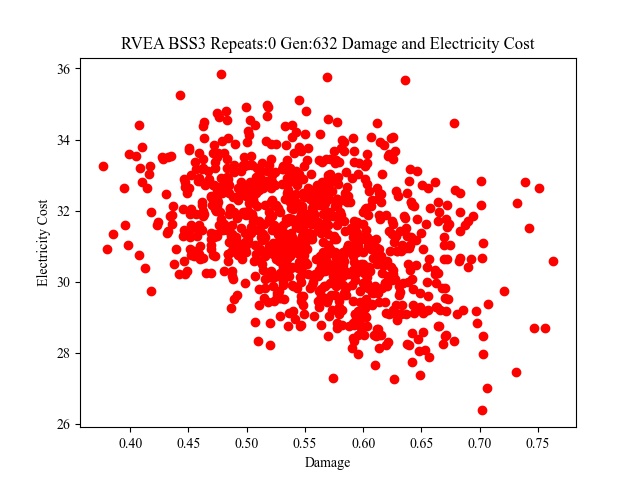 RVEA BSS3 Repeats:0 Gen:632 Damage and Electricity Cost
36
34
32
30
28
26
Electricity Cost
0.40 0.45 0.50 0.55 0.60 0.65 0.70 0.75
Damage